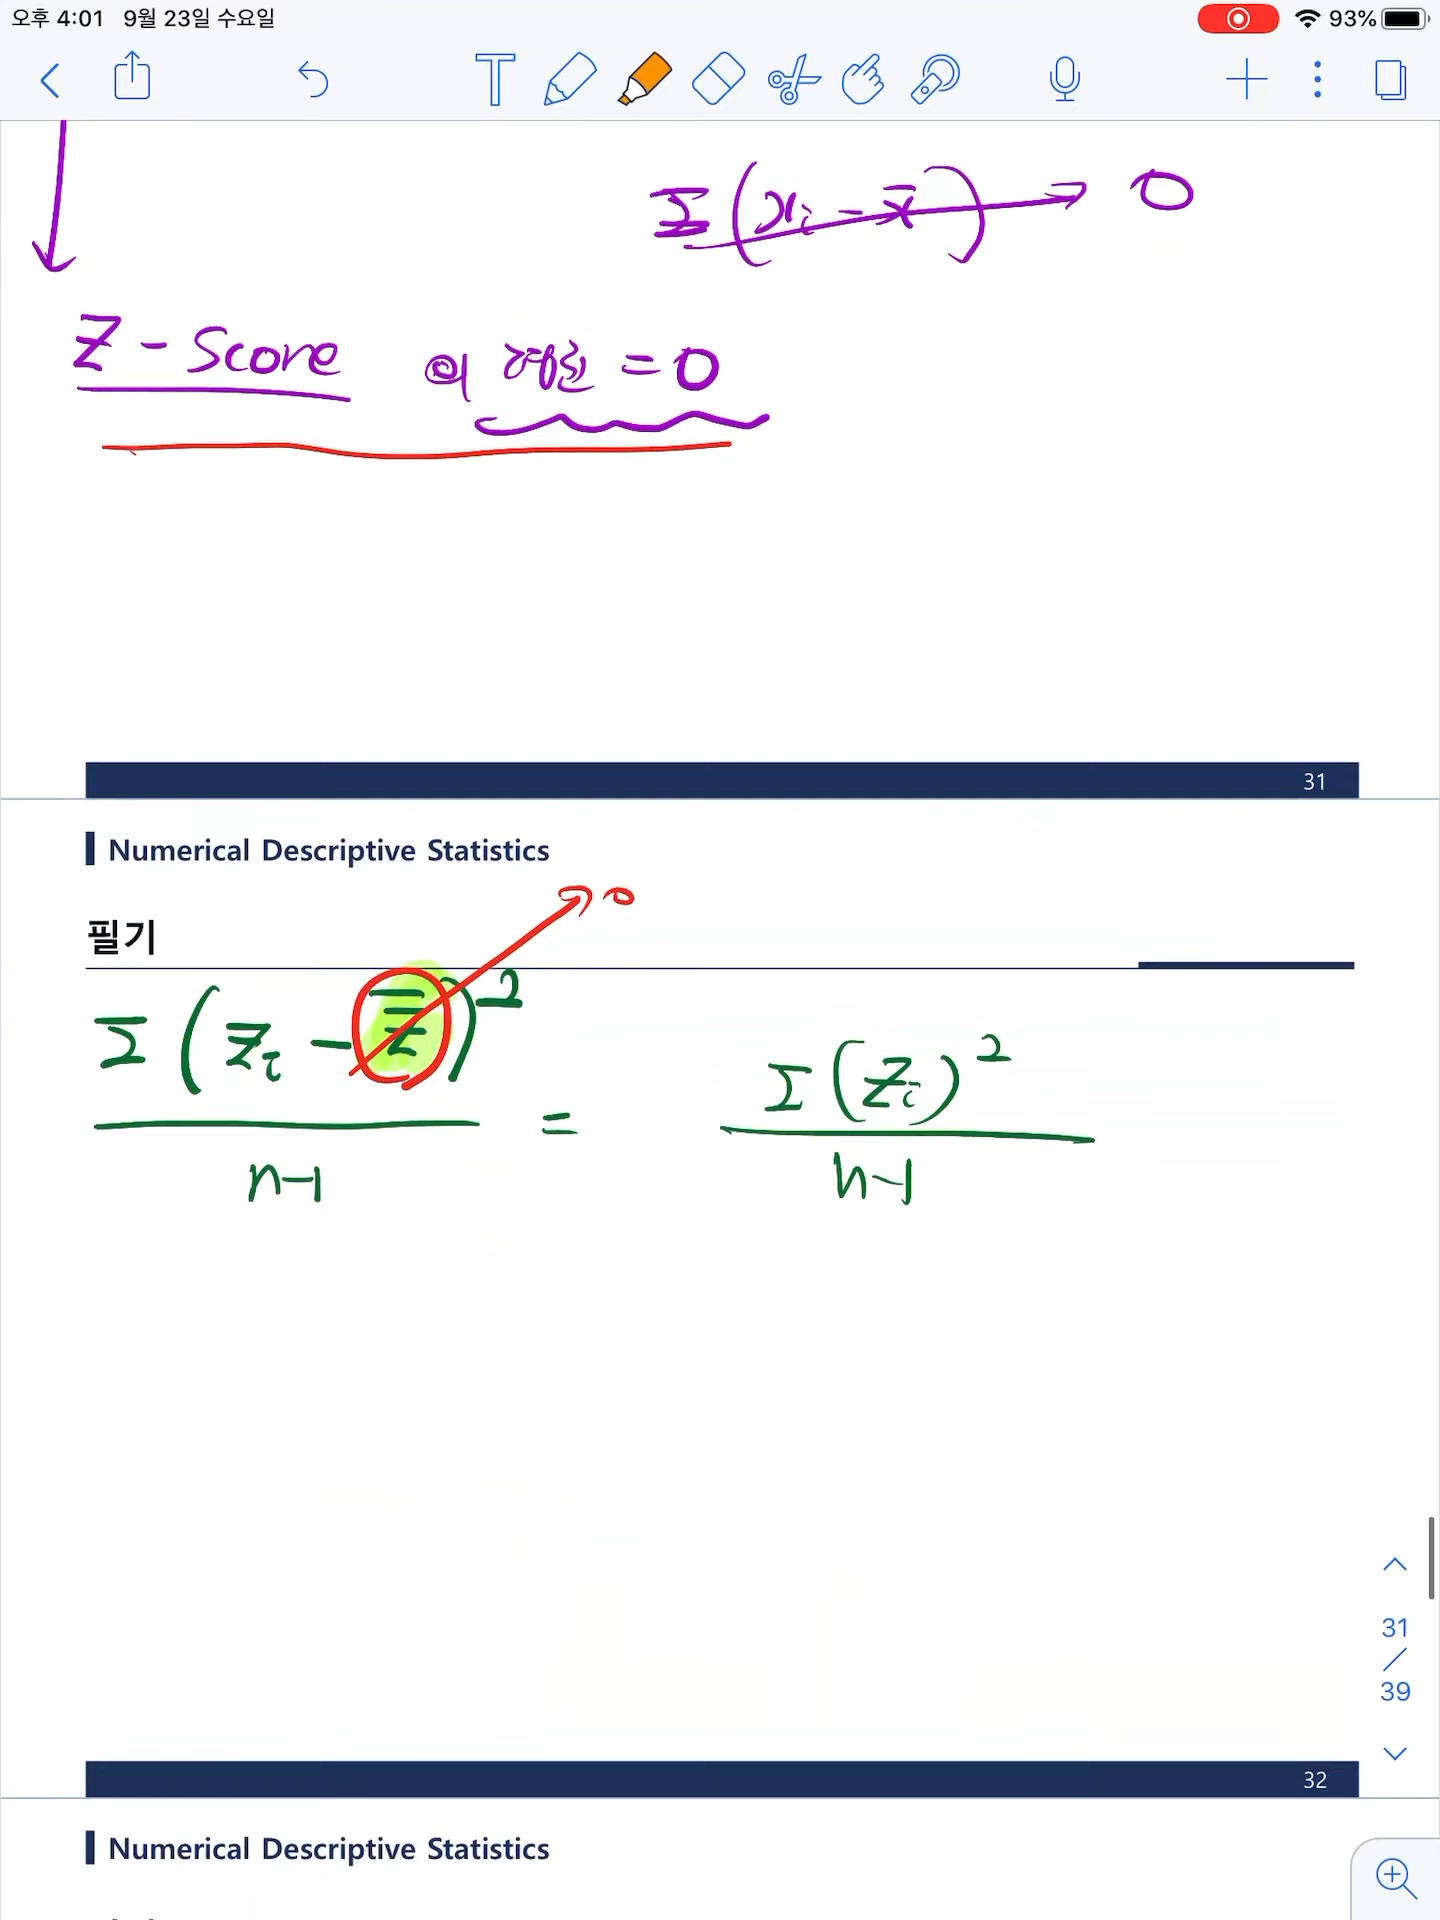 오후 4:01 9월 23일 수요일
93%
Σ(xᵢ - x̄) → 0
Z-Score 의 평균 = 0
31
Numerical Descriptive Statistics
→ 0
필기
Σ(zᵢ - z̄)² / n-1 = Σ(zᵢ)² / n-1
31
/
39
32
Numerical Descriptive Statistics